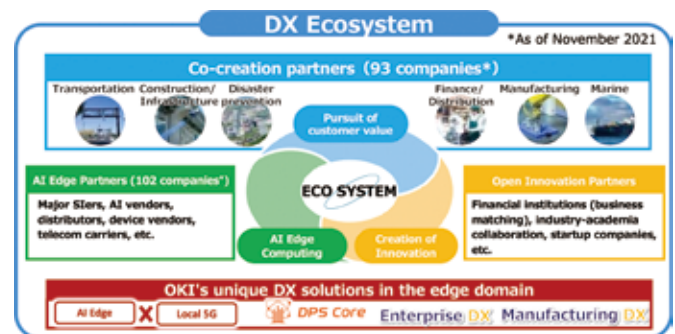 DX Ecosystem
*As of November 2021
Co-creation partners (93 companies*)
Transportation
Construction/
Infrastructure
Disaster
prevention
Finance/
Distribution
Manufacturing
Marine
Pursuit of
customer value
AI Edge Partners (102 companies*)
Major SIers, AI vendors,
distributors, device vendors,
telecom carriers, etc.
ECO SYSTEM
Open Innovation Partners
Financial institutions (business
matching), industry-academia
collaboration, startup companies,
etc.
AI Edge
Computing
Creation of
Innovation
OKI's unique DX solutions in the edge domain
AI Edge
X
Local 5G
DPS Core
Enterprise DX
Manufacturing DX